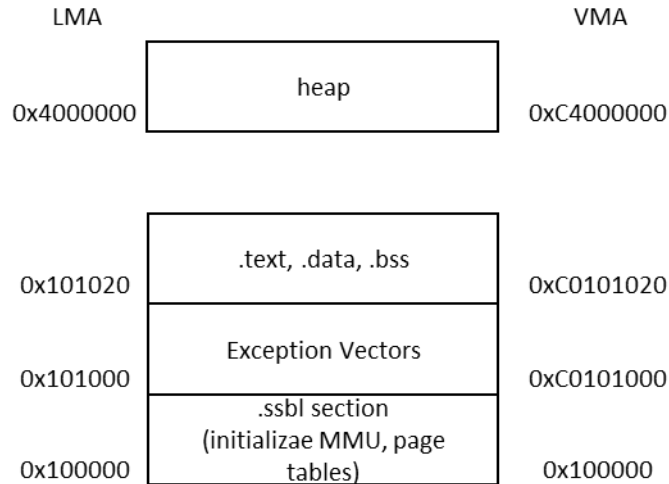 LMA VMA
heap
0x4000000 0xC4000000
.text, .data, .bss
0x101020 0xC0101020
Exception Vectors
0x101000 0xC0101000
.ssbl section
(initializae MMU, page
tables)
0x100000 0x100000